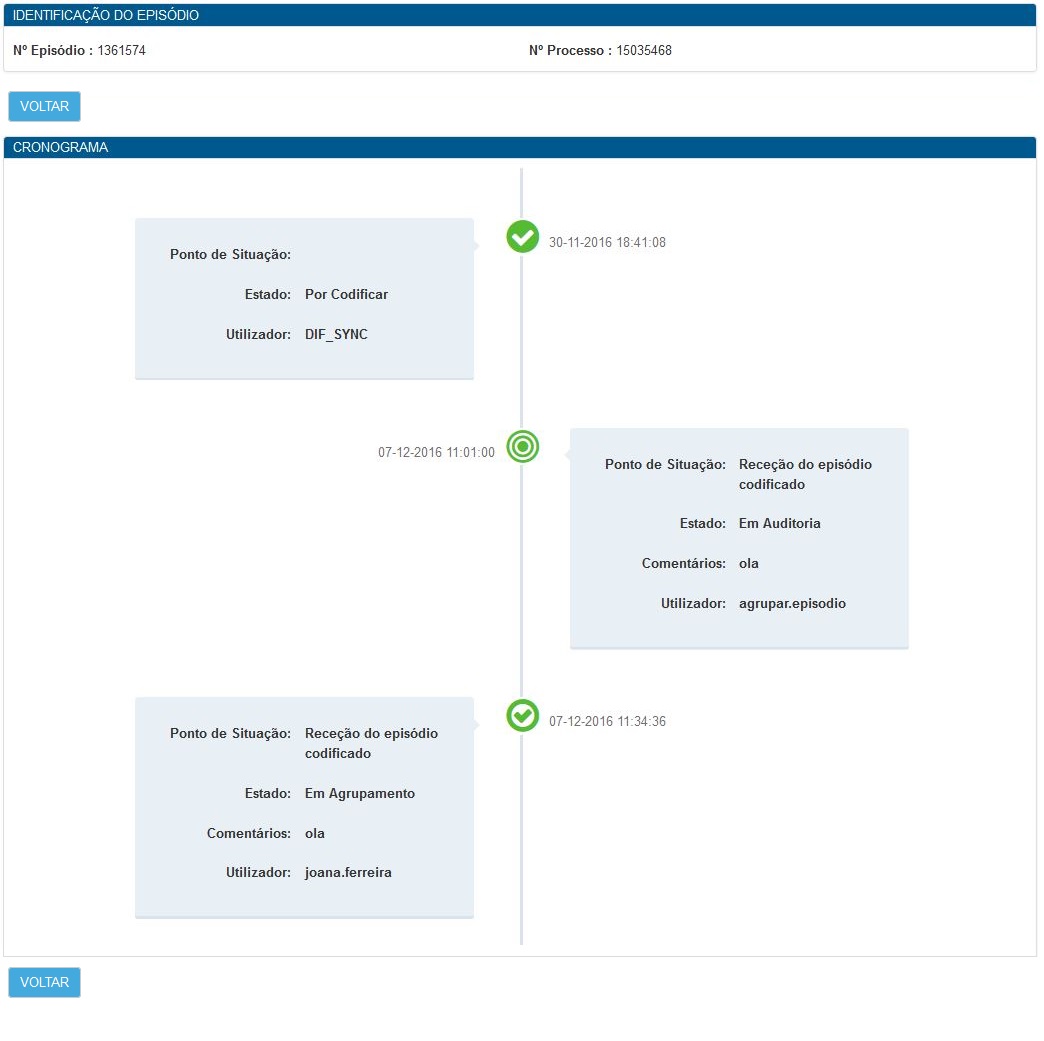 IDENTIFICAÇÃO DO EPISÓDIO
Nº Episódio : 1361574 Nº Processo : 15035468
VOLTAR
CRONOGRAMA
30-11-2016 18:41:08
Ponto de Situação:
Estado: Por Codificar
Utilizador: DIF_SYNC
07-12-2016 11:01:00
Ponto de Situação: Receção do episódio
codificado
Estado: Em Auditoria
Comentários: ola
Utilizador: agrupar.episodio
07-12-2016 11:34:36
Ponto de Situação: Receção do episódio
codificado
Estado: Em Agrupamento
Comentários: ola
Utilizador: joana.ferreira
VOLTAR